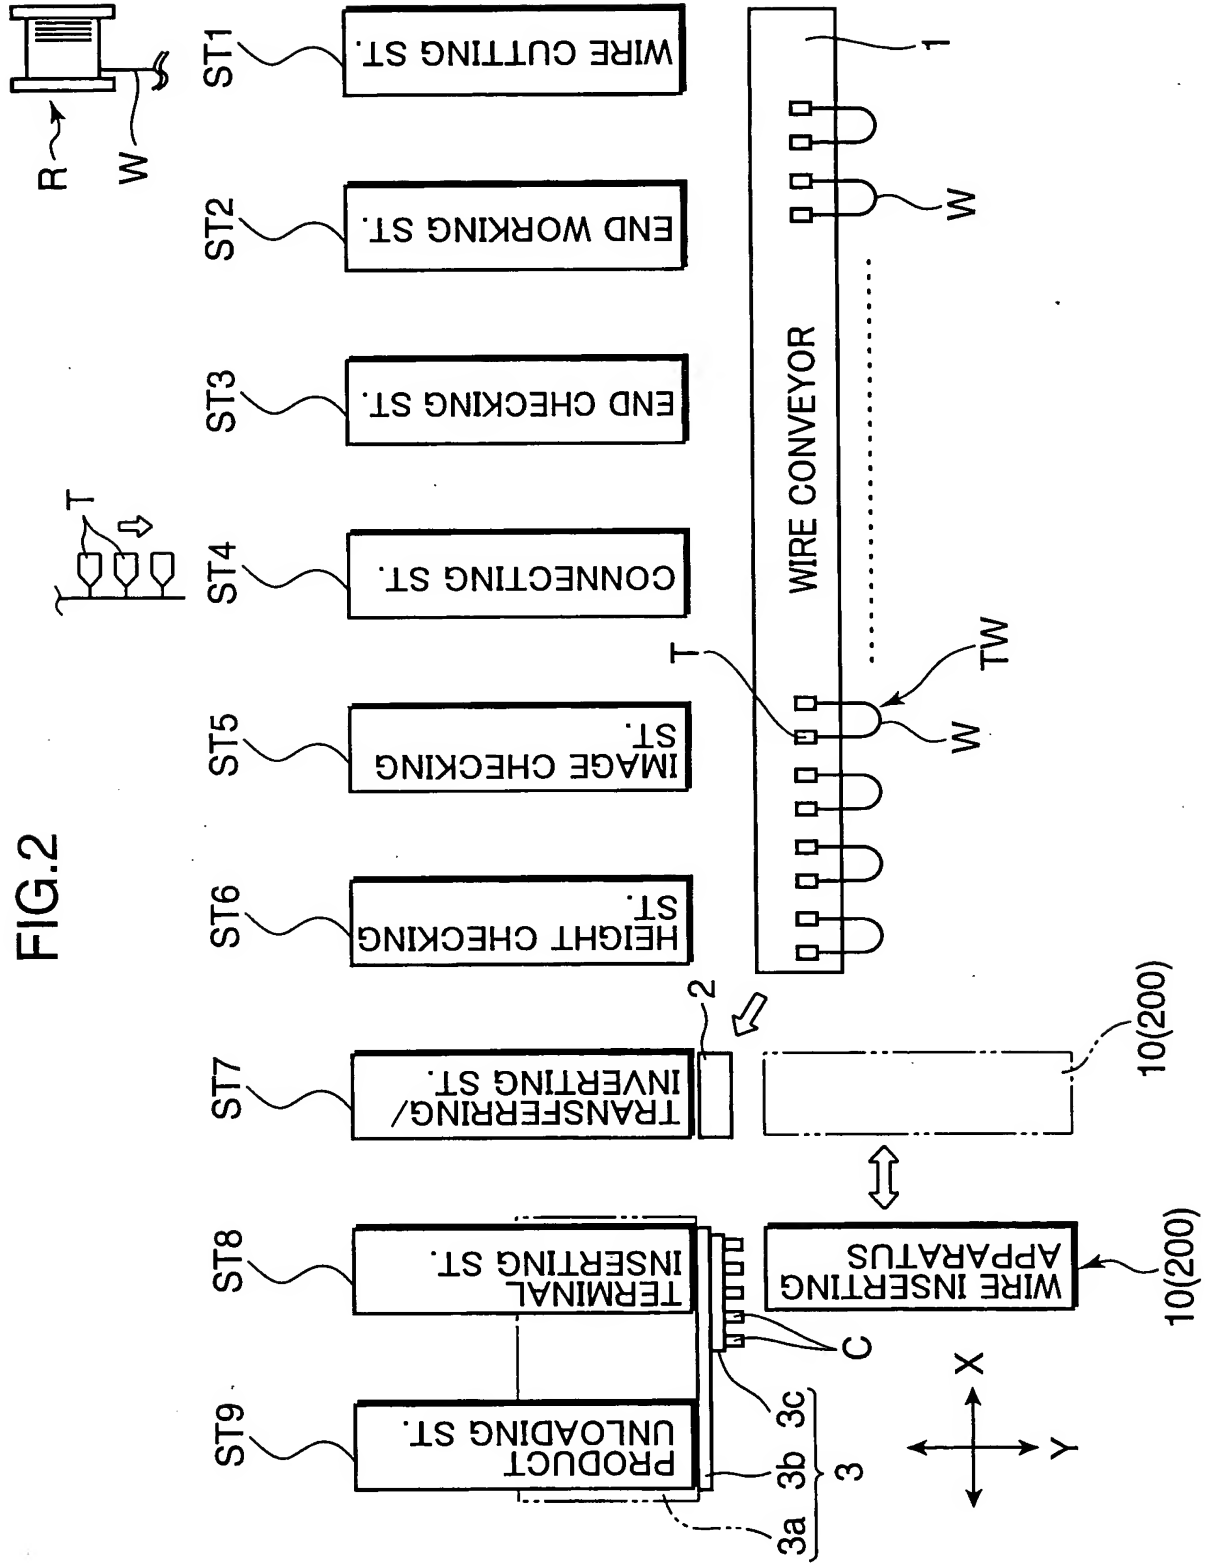 FIG.2
R
W
T
ST9
ST8
ST7
ST6
ST5
ST4
ST3
ST2
ST1
PRODUCT
UNLOADING ST.
TERMINAL
INSERTING ST.
TRANSFERRING/
INVERTING ST.
HEIGHT CHECKING
ST.
IMAGE CHECKING
ST.
CONNECTING ST.
END CHECKING ST.
END WORKING ST.
WIRE CUTTING ST.
3a
3b
3c
3
C
2
T
WIRE CONVEYOR
1
WIRE INSERTING
APPARATUS
10(200)
10(200)
W
TW
W
X
Y